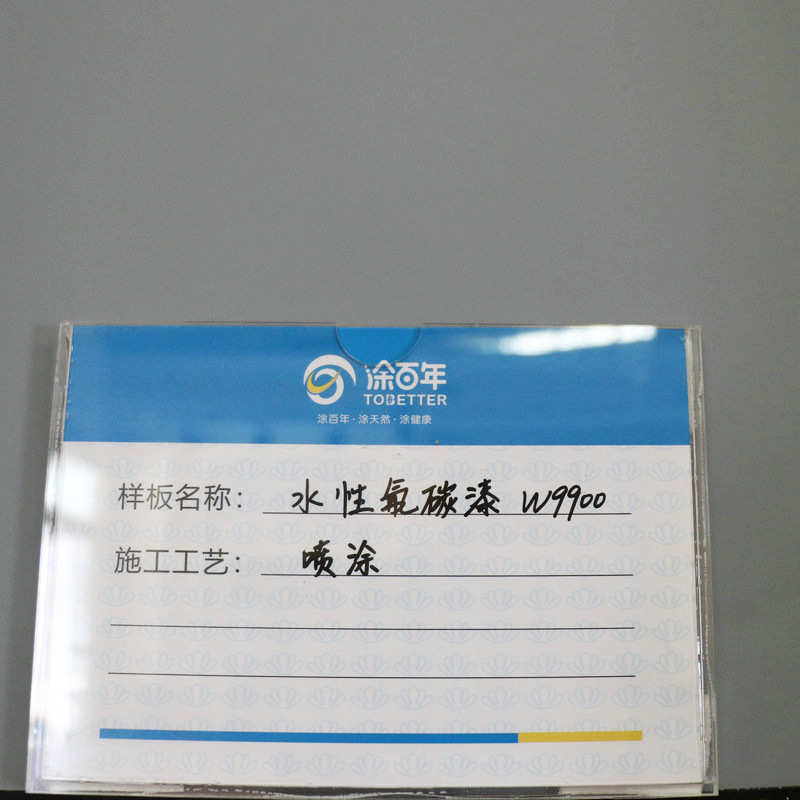 涂百年
TOBETTER
涂百年·涂天然·涂健康
样板名称：水性氟碳漆 W9900
施工工艺：喷涂